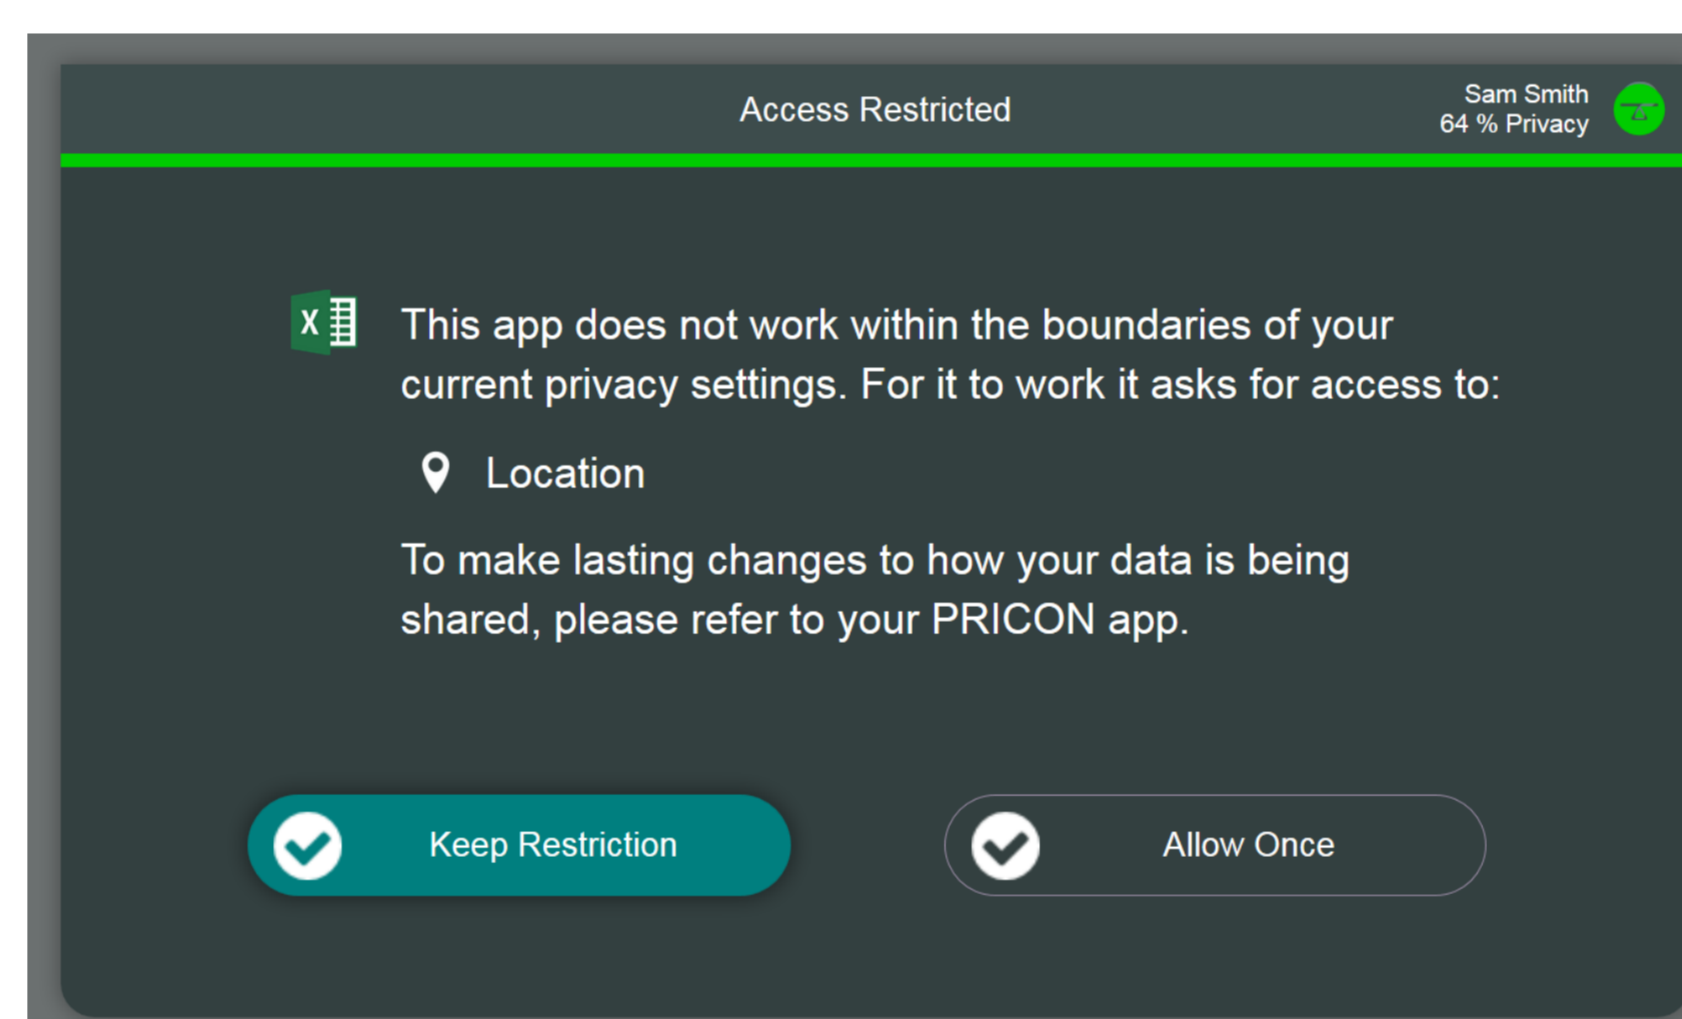 Access Restricted
Sam Smith
64 % Privacy
X
This app does not work within the boundaries of your
current privacy settings. For it to work it asks for access to:
Location
To make lasting changes to how your data is being
shared, please refer to your PRICON app.
Keep Restriction
Allow Once